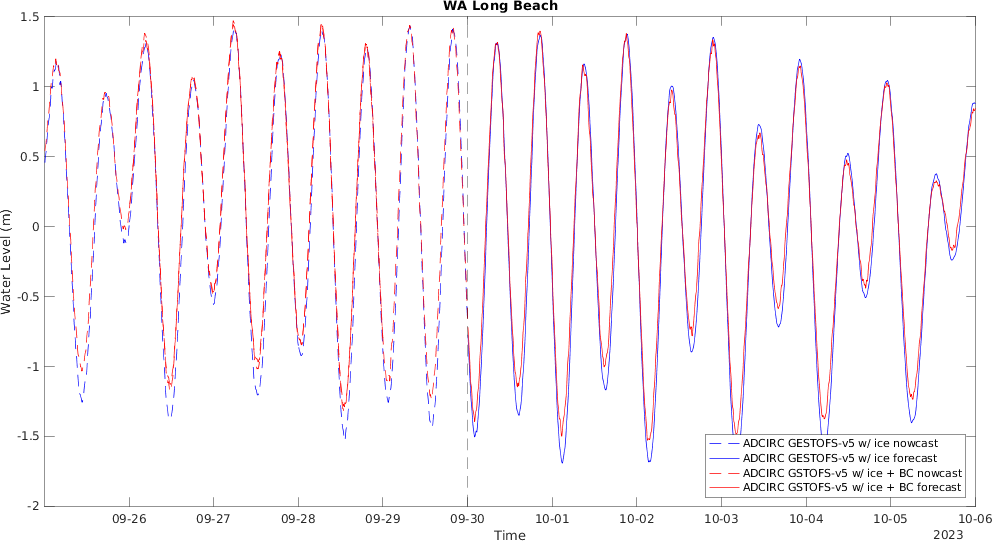 WA Long Beach
1.5
1
0.5
0
-0.5
-1
-1.5
-2
Water Level (m)
09-26 09-27 09-28 09-29 09-30 10-01 10-02 10-03 10-04 10-05 10-06
Time
2023
ADCIRC GESTOFS-v5 w/ ice nowcast
ADCIRC GESTOFS-v5 w/ ice forecast
ADCIRC GSTOFS-v5 w/ ice + BC nowcast
ADCIRC GSTOFS-v5 w/ ice + BC forecast